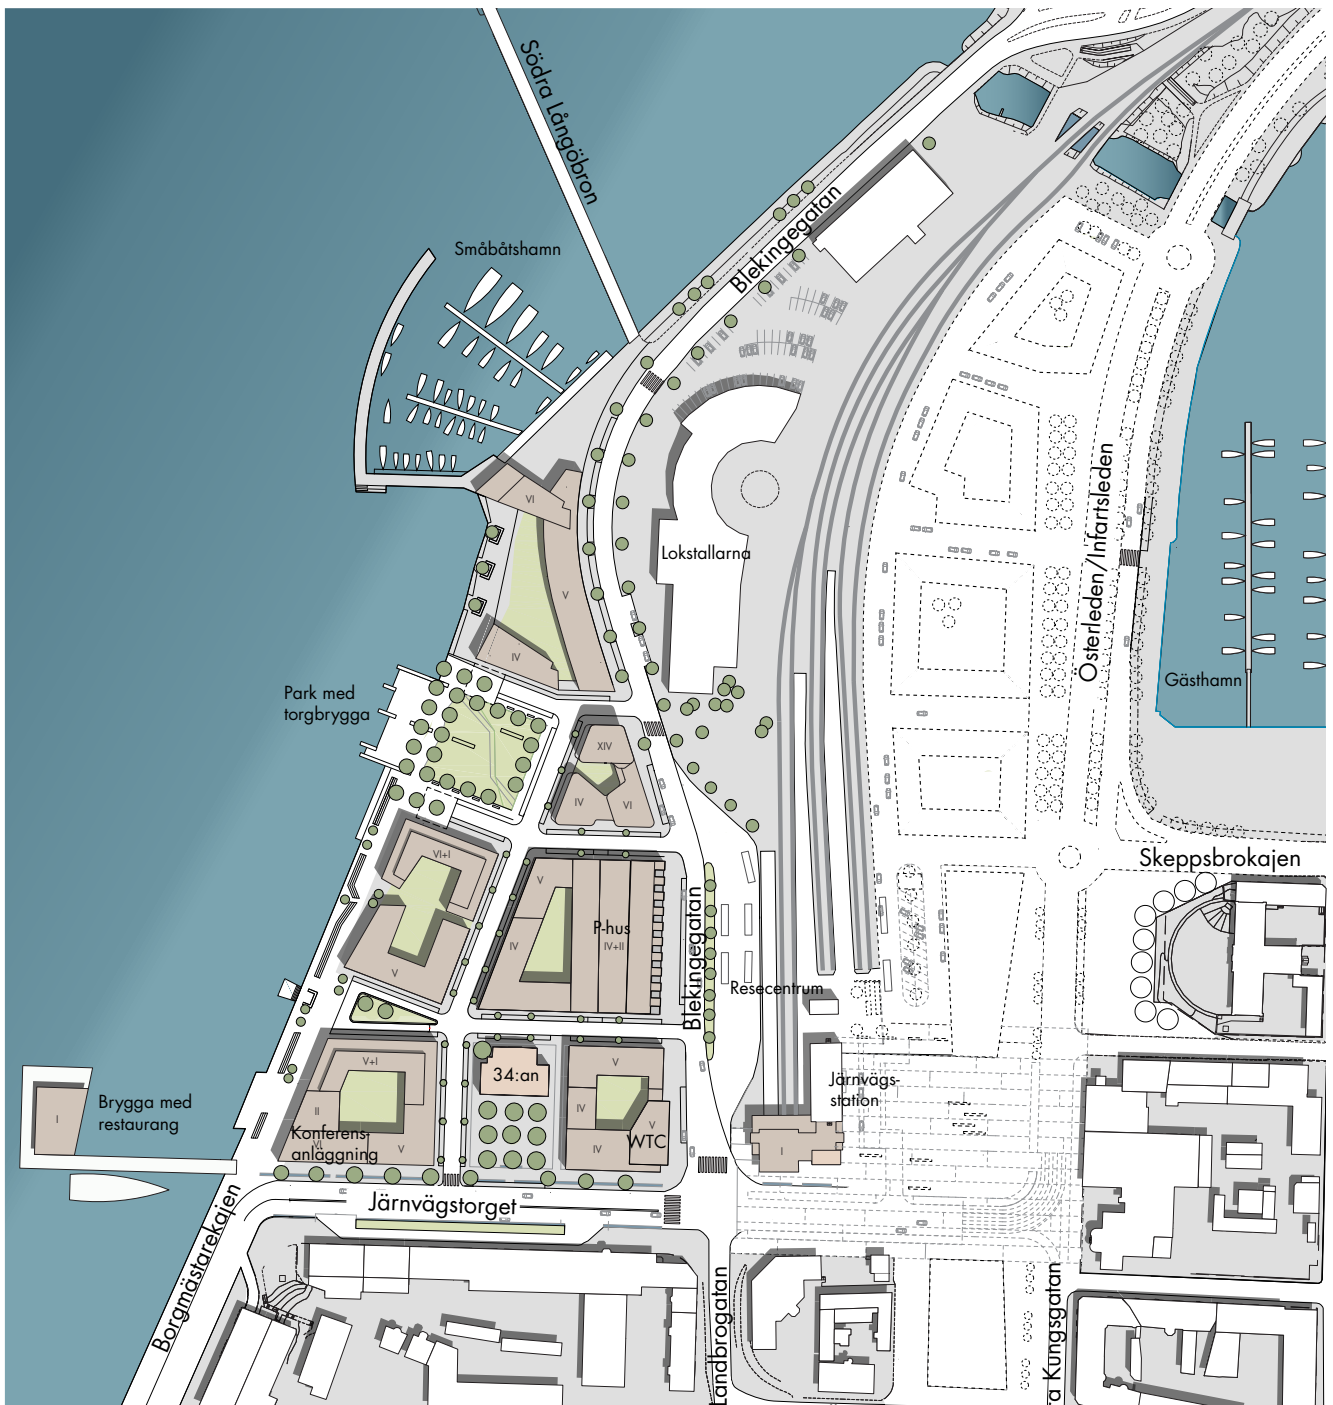 Södra Långöbron
Småbåtshamn
Blekingegatan
VI
Lokstallarna
V
Österleden/Infartsleden
IV
Gästhamn
Park med
torgbrygga
XIV
IV
VI
Skeppsbrokajen
VI+I
V
P-hus
IV
IV+II
V
Blekingegatan
Resecentrum
V+I
V
34:an
Järnvägs-
station
Brygga med
restaurang
I
II
IV
V
Konferens-
anläggning
VI
V
IV
WTC
I
Järnvägstorget
Borgmästarekajen
Landbrogatan
ra Kungsgatan